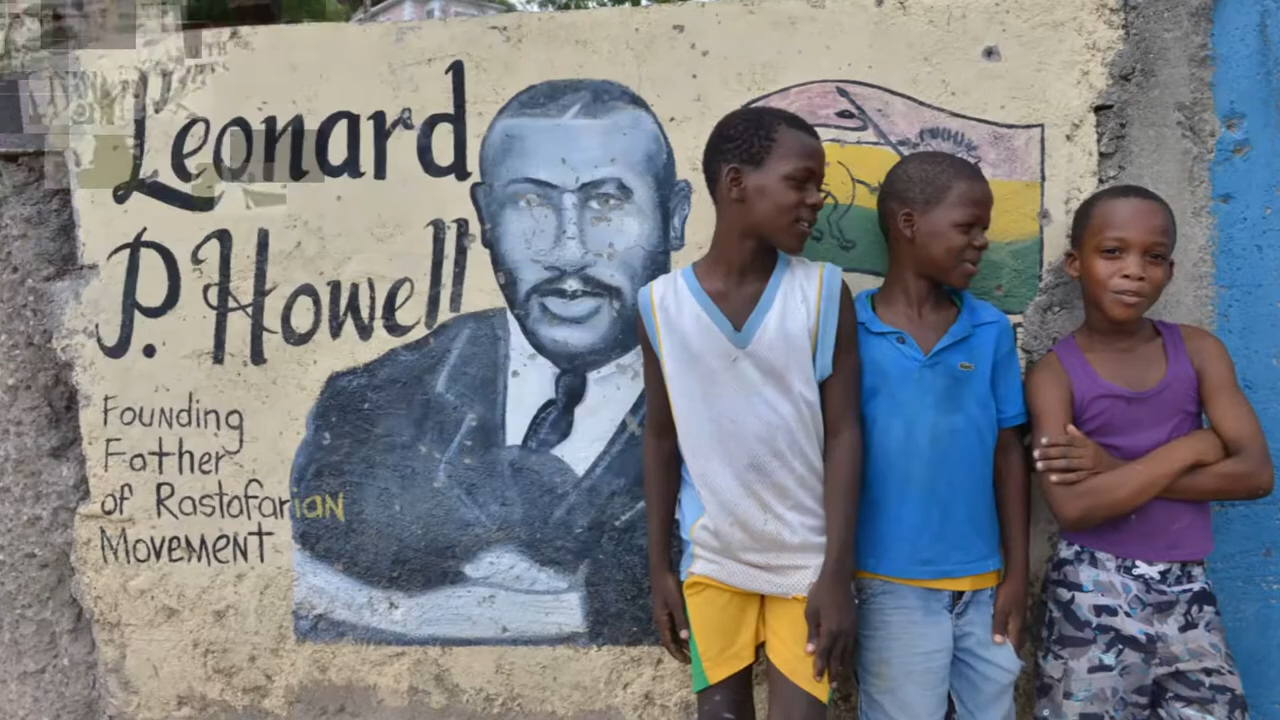 Leonard
P. Howell
Founding
Father
of Rastafarian
Movement